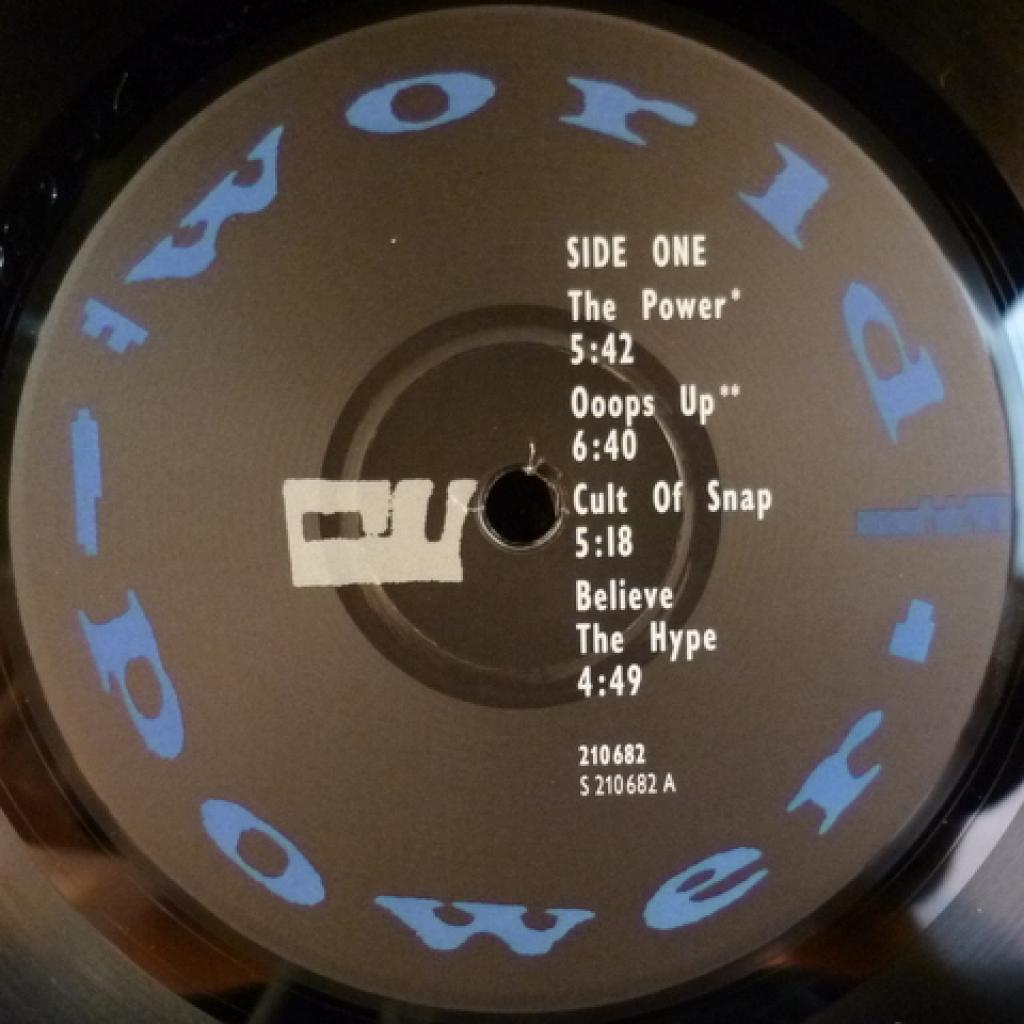 world
power
SIDE ONE
The Power*
5:42
Ooops Up**
6:40
Cult Of Snap
5:18
Believe
The Hype
4:49
210682
S 210682 A